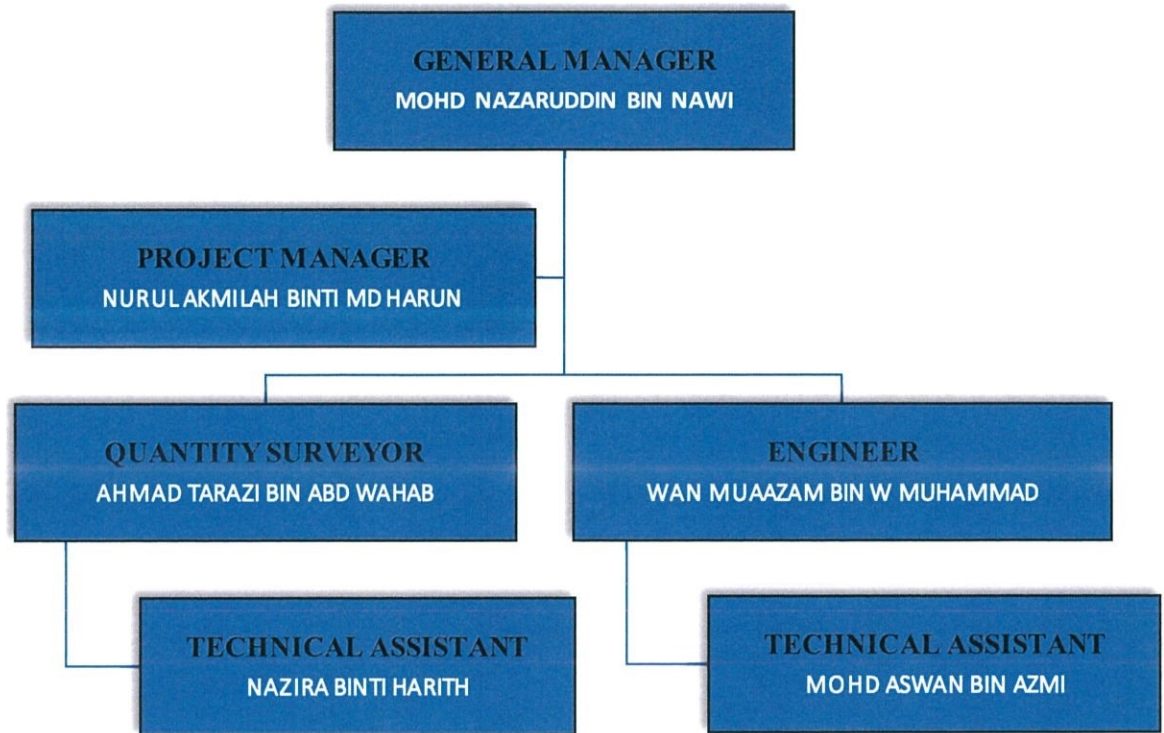 GENERAL MANAGER
MOHD NAZARUDDIN BIN NAWI
PROJECT MANAGER
NURUL AKMILAH BINTI MD HARUN
QUANTITY SURVEYOR
AHMAD TARAZI BIN ABD WAHAB
ENGINEER
WAN MUAAZAM BIN W MUHAMMAD
TECHNICAL ASSISTANT
NAZIRA BINTI HARITH
TECHNICAL ASSISTANT
MOHD ASWAN BIN AZMI